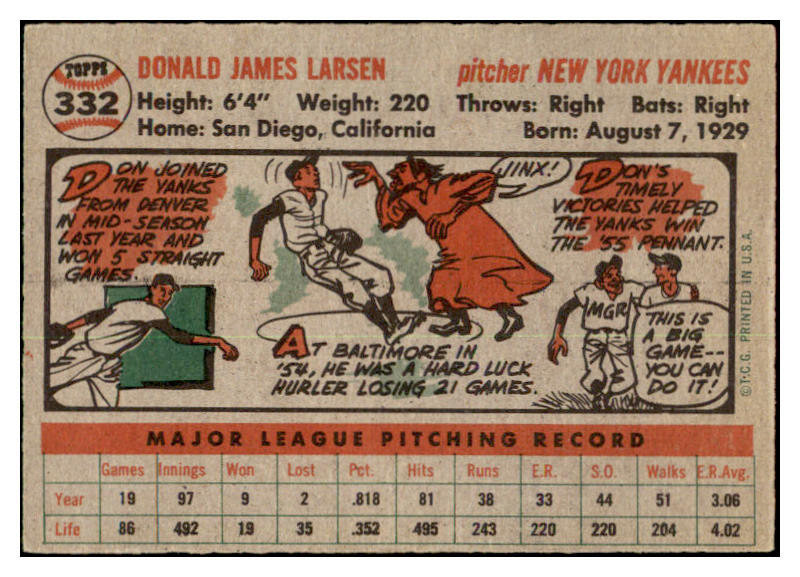 TOPPS
332
DONALD JAMES LARSEN
pitcher NEW YORK YANKEES
Height: 6'4" Weight: 220
Throws: Right Bats: Right
Home: San Diego, California
Born: August 7, 1929
DON JOINED
THE YANKS
FROM DENVER
IN MID-SEASON
LAST YEAR AND
WON 5 STRAIGHT
GAMES.
JINX!
AT BALTIMORE IN
'54, HE WAS A HARD LUCK
HURLER LOSING 21 GAMES.
DON'S
TIMELY
VICTORIES HELPED
THE YANKS WIN
THE '55 PENNANT.
MGR
THIS IS
A BIG
GAME--
YOU CAN
DO IT!
©T.C.G. PRINTED IN U.S.A.
MAJOR LEAGUE PITCHING RECORD
Games Innings Won Lost Pct. Hits Runs E.R. S.O. Walks E.R.Avg.
Year 19 97 9 2 .818 81 38 33 44 51 3.06
Life 86 492 19 35 .352 495 243 220 220 204 4.02